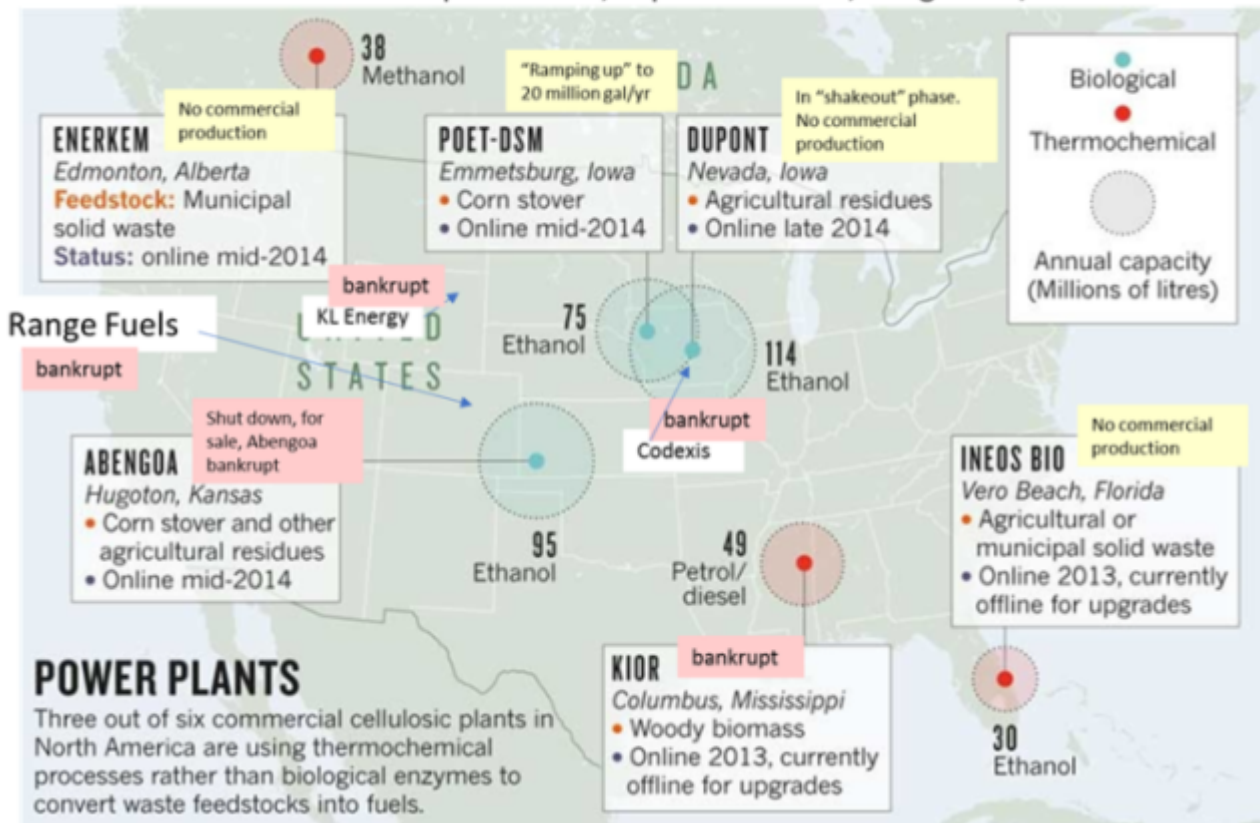 38
Methanol
"Ramping up" to
20 million gal/yr
DA
In "shakeout" phase.
No commercial
production
Biological
Thermochemical
Annual capacity
(Millions of litres)
No commercial
production
ENERKEM
Edmonton, Alberta
Feedstock: Municipal
solid waste
Status: online mid-2014
POET-DSM
Emmetsburg, Iowa
• Corn stover
• Online mid-2014
DUPONT
Nevada, Iowa
• Agricultural residues
• Online late 2014
bankrupt
KL Energy
Range Fuels
bankrupt
STATES
75
Ethanol
114
Ethanol
bankrupt
Codexis
Shut down, for
sale, Abengoa
bankrupt
ABENGOA
Hugoton, Kansas
• Corn stover and other
agricultural residues
• Online mid-2014
95
Ethanol
49
Petrol/
diesel
No commercial
production
INEOS BIO
Vero Beach, Florida
• Agricultural or
municipal solid waste
• Online 2013, currently
offline for upgrades
bankrupt
KIOR
Columbus, Mississippi
• Woody biomass
• Online 2013, currently
offline for upgrades
30
Ethanol
POWER PLANTS
Three out of six commercial cellulosic plants in
North America are using thermochemical
processes rather than biological enzymes to
convert waste feedstocks into fuels.